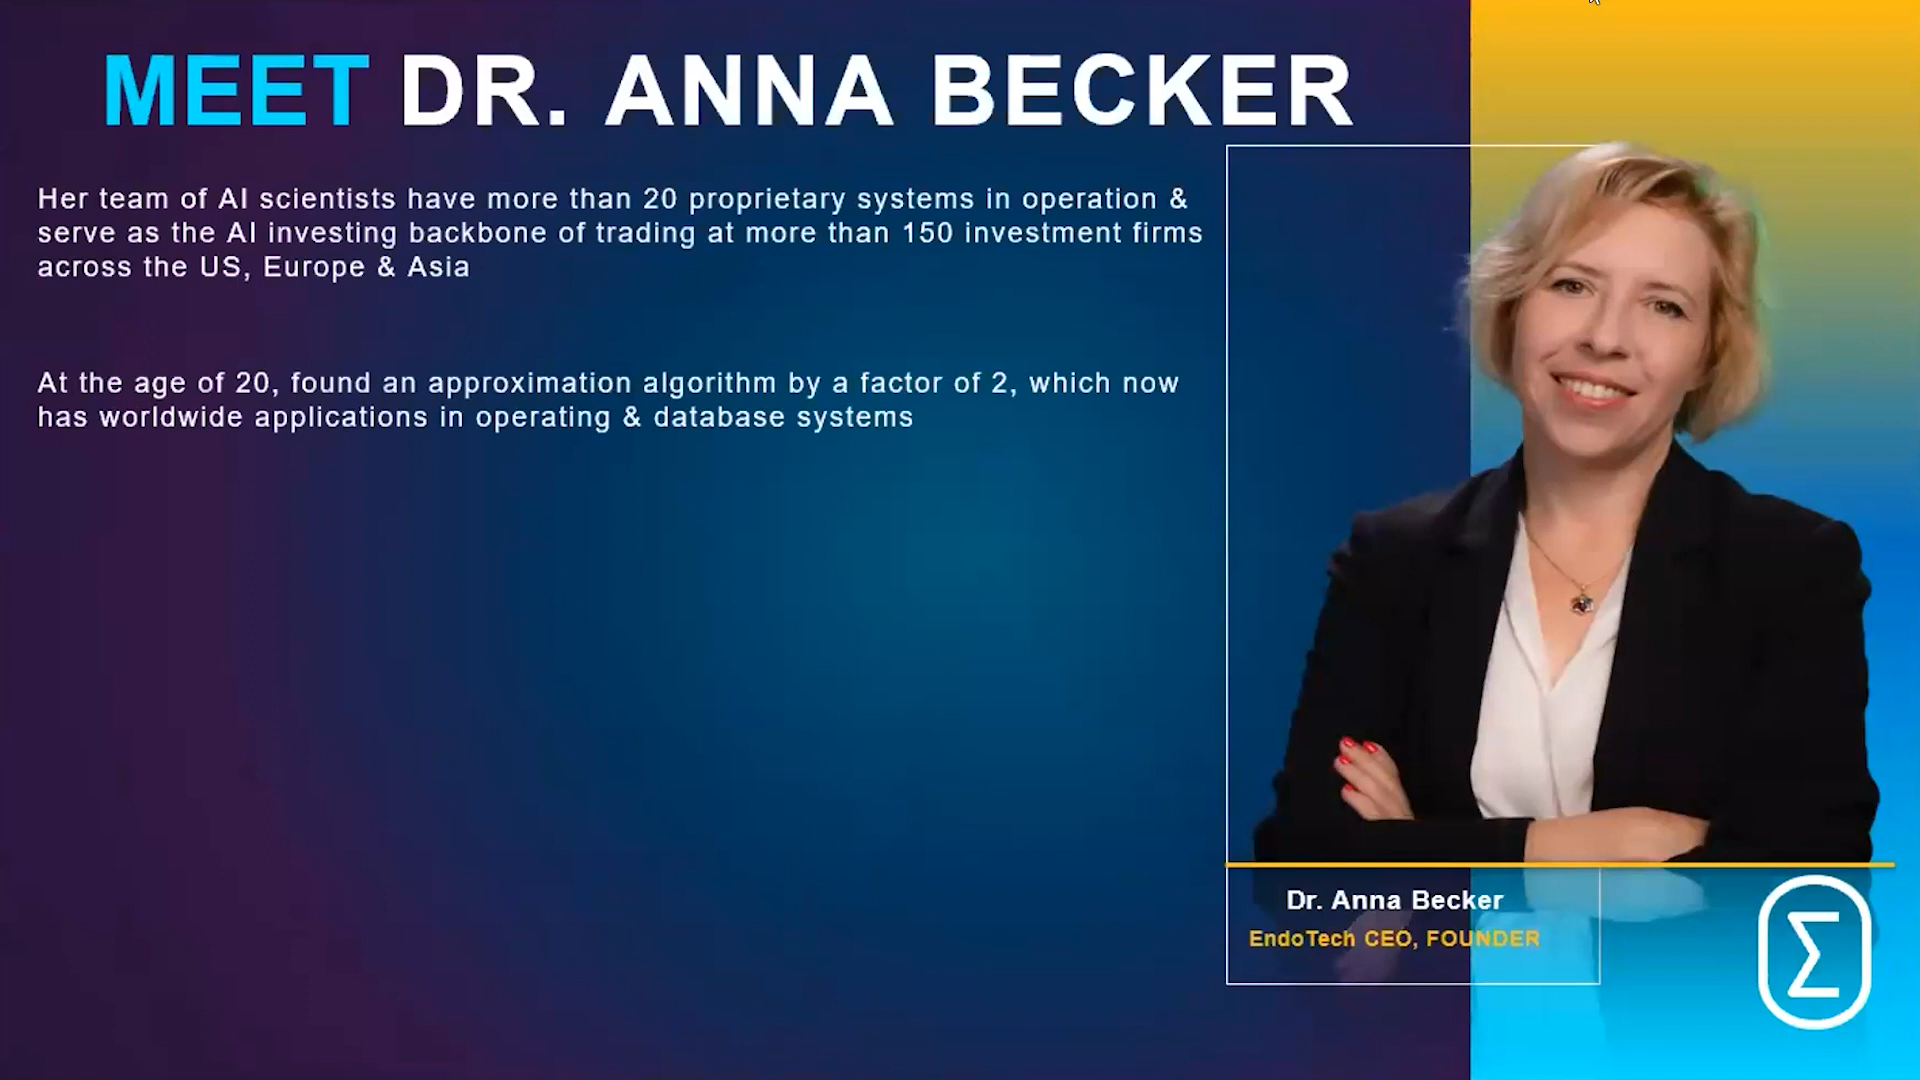 MEET DR. ANNA BECKER
Her team of AI scientists have more than 20 proprietary systems in operation &
serve as the AI investing backbone of trading at more than 150 investment firms
across the US, Europe & Asia
At the age of 20, found an approximation algorithm by a factor of 2, which now
has worldwide applications in operating & database systems
Dr. Anna Becker
EndoTech CEO, FOUNDER
Σ